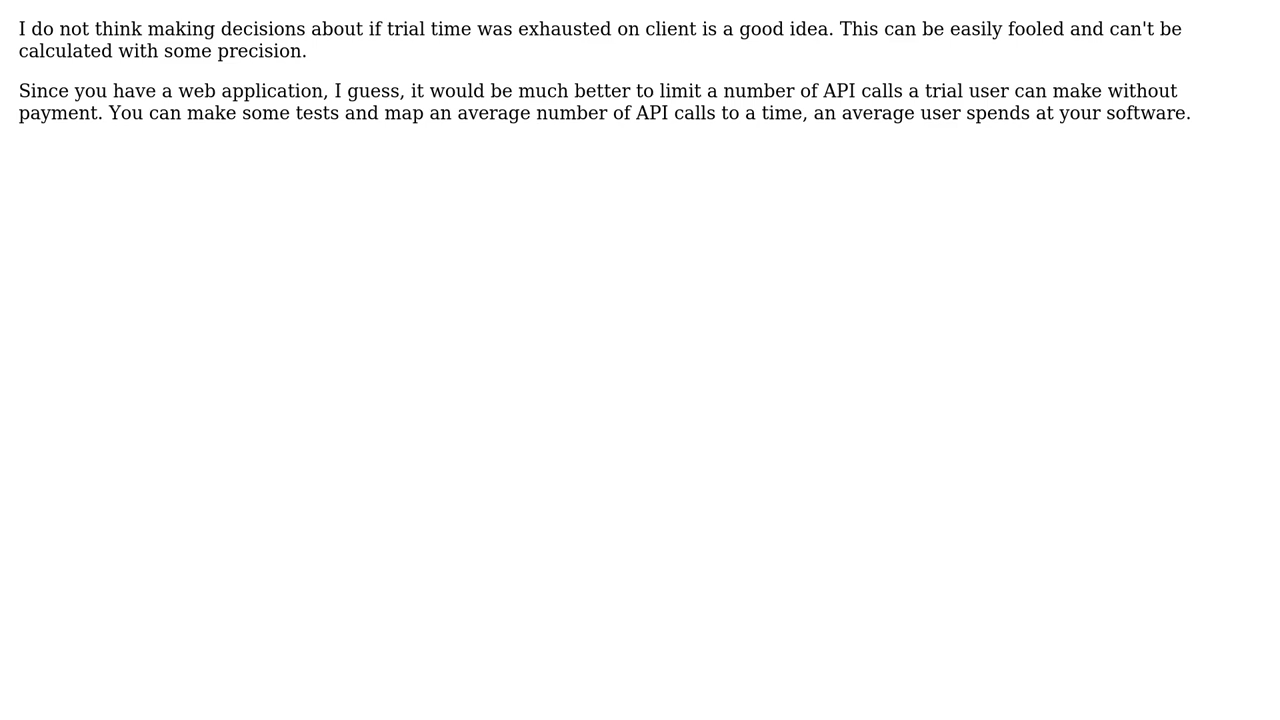 I do not think making decisions about if trial time was exhausted on client is a good idea. This can be easily fooled and can't be
calculated with some precision.
Since you have a web application, I guess, it would be much better to limit a number of API calls a trial user can make without
payment. You can make some tests and map an average number of API calls to a time, an average user spends at your software.